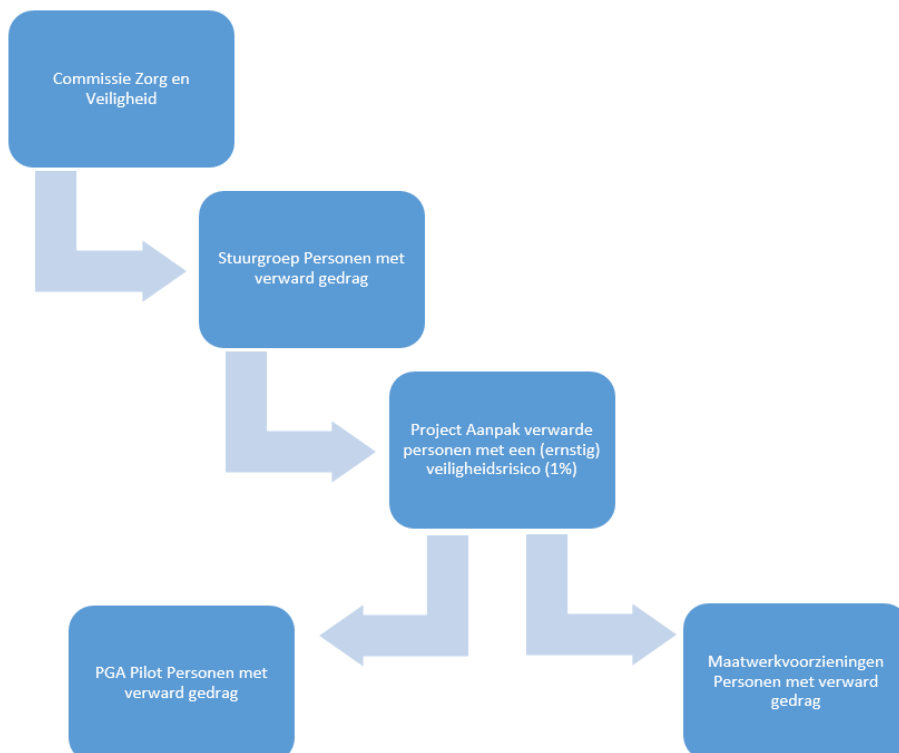 Commissie Zorg en
Veiligheid
Stuurgroep Personen met
verward gedrag
Project Aanpak verwarde
personen met een (ernstig)
veiligheidsrisico (1%)
PGA Pilot Personen met
verward gedrag
Maatwerkvoorzieningen
Personen met verward
gedrag